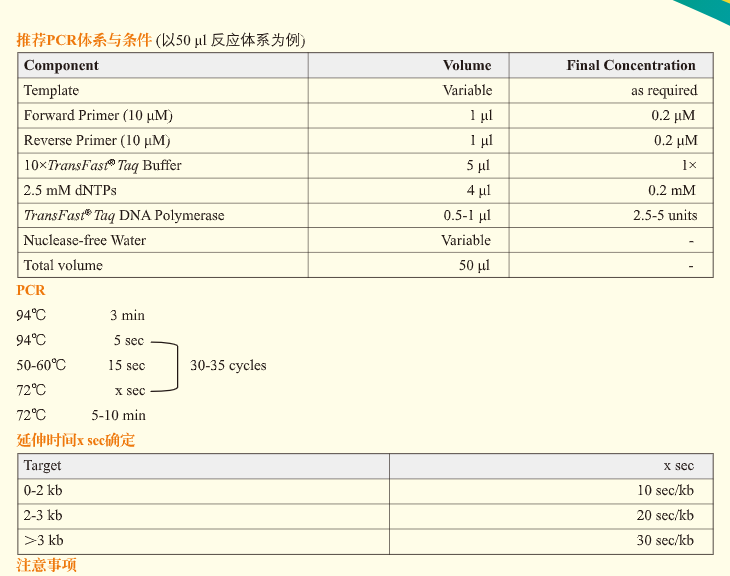 推荐PCR体系与条件 (以50 μl 反应体系为例)
Component Volume Final Concentration
Template Variable as required
Forward Primer (10 μM) 1 μl 0.2 μM
Reverse Primer (10 μM) 1 μl 0.2 μM
10×TransFast® Taq Buffer 5 μl 1×
2.5 mM dNTPs 4 μl 0.2 mM
TransFast® Taq DNA Polymerase 0.5-1 μl 2.5-5 units
Nuclease-free Water Variable -
Total volume 50 μl -
PCR
94℃ 3 min
94℃ 5 sec
50-60℃ 15 sec 30-35 cycles
72℃ x sec
72℃ 5-10 min
延伸时间x sec确定
Target x sec
0-2 kb 10 sec/kb
2-3 kb 20 sec/kb
>3 kb 30 sec/kb
注意事项